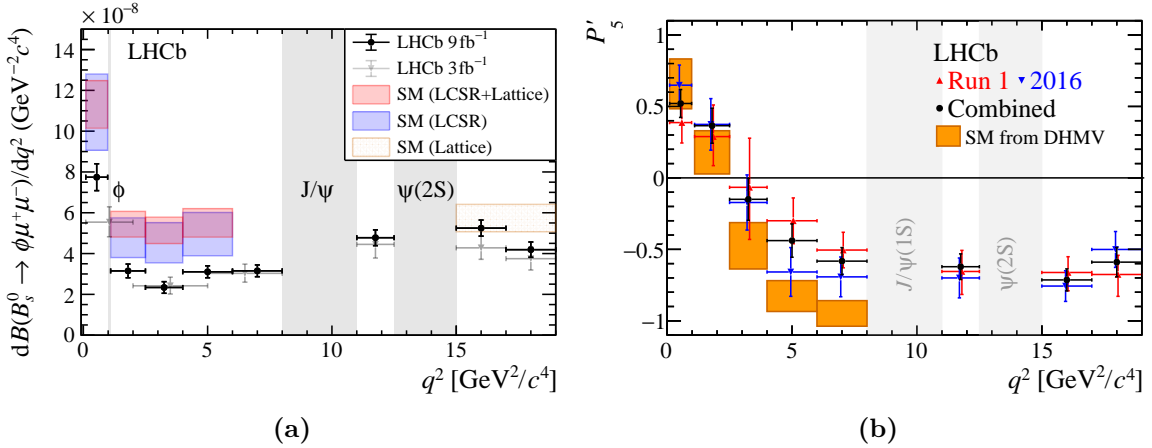 ×10⁻⁸
LHCb
LHCb 9 fb⁻¹
LHCb 3 fb⁻¹
SM (LCSR+Lattice)
SM (LCSR)
SM (Lattice)
ϕ
J/ψ
ψ(2S)
14
12
10
8
6
4
2
0
0
5
10
15
dB(B⁰ₛ → ϕμ⁺μ⁻)/dq² (GeV⁻²c⁴)
q² [GeV²/c⁴]
(a)
P′₅
LHCb
Run 1
2016
Combined
SM from DHMV
J/ψ(1S)
ψ(2S)
1
0.5
0
−0.5
−1
0
5
10
15
q² [GeV²/c⁴]
(b)